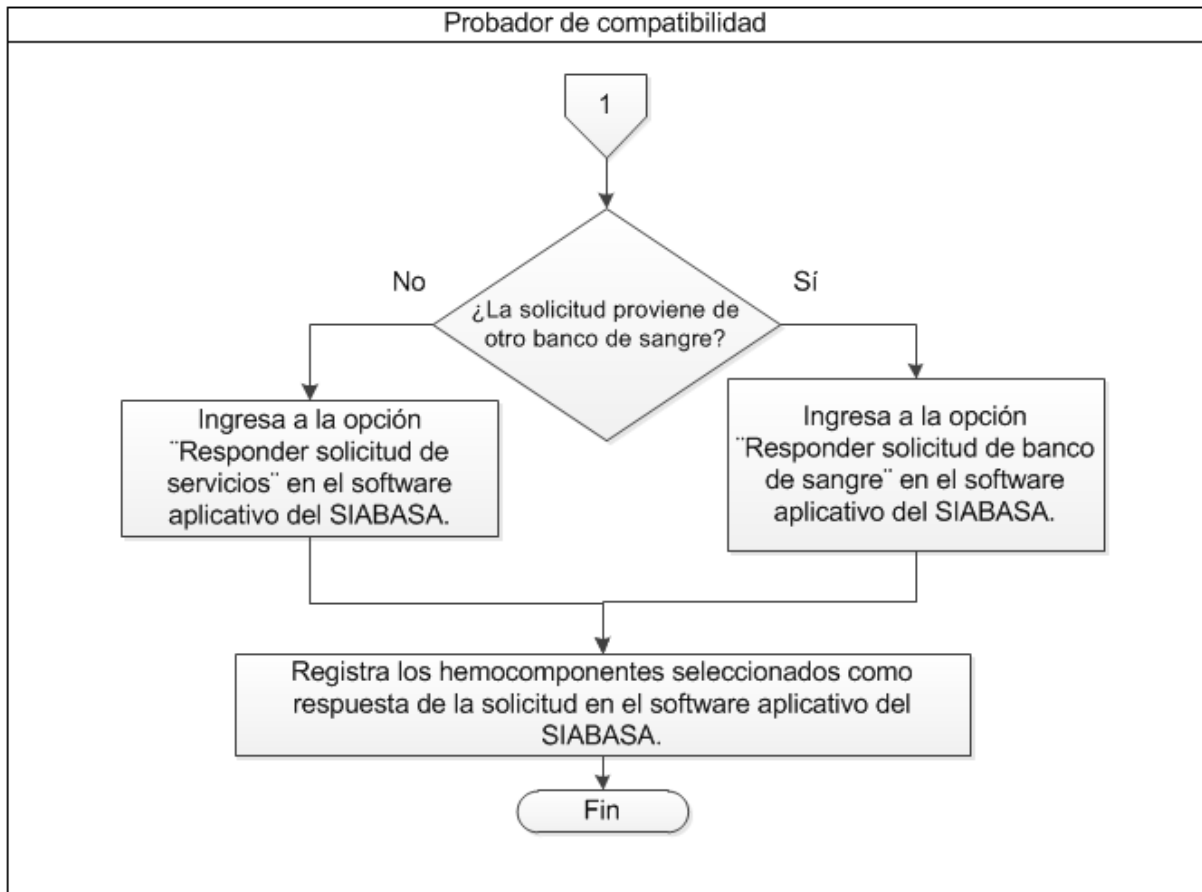 Probador de compatibilidad
1
¿La solicitud proviene de
otro banco de sangre?
No
Sí
Ingresa a la opción
¨Responder solicitud de
servicios¨ en el software
aplicativo del SIABASA.
Ingresa a la opción
¨Responder solicitud de banco
de sangre¨ en el software
aplicativo del SIABASA.
Registra los hemocomponentes seleccionados como
respuesta de la solicitud en el software aplicativo del
SIABASA.
Fin